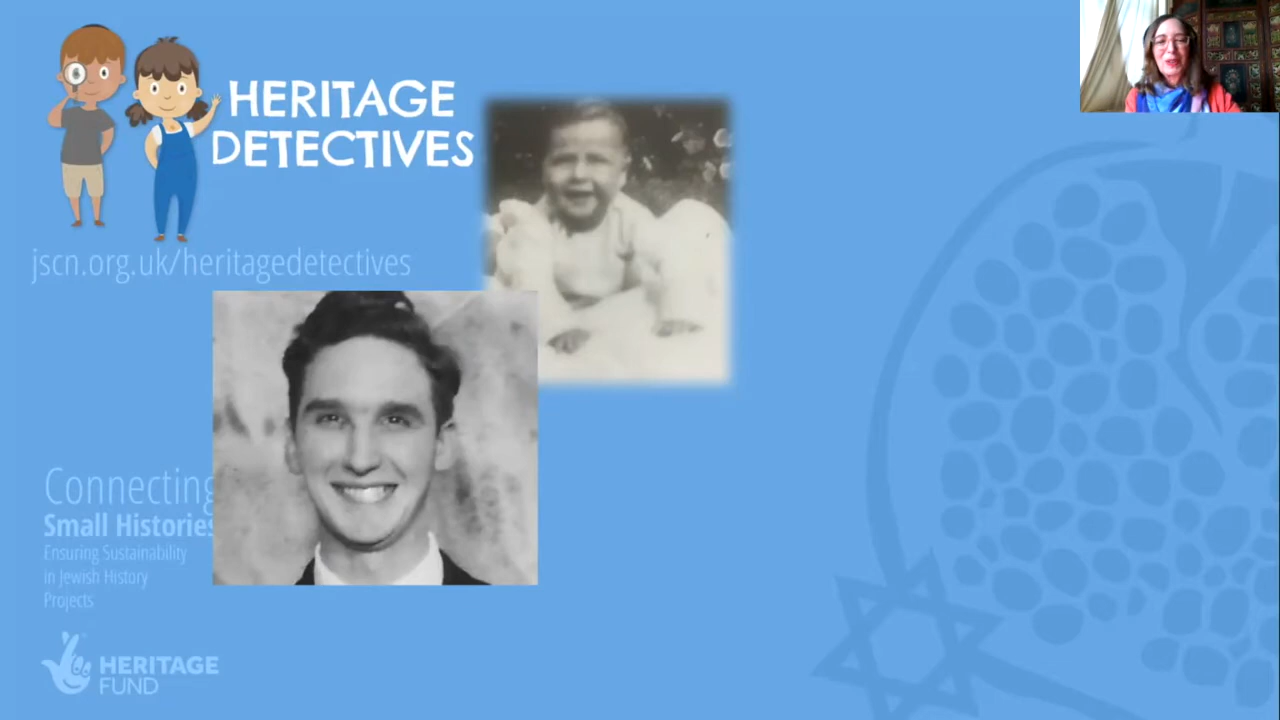 HERITAGE
DETECTIVES
jscn.org.uk/heritagedetectives
Connecting
Small Histories
Ensuring Sustainability
in Jewish History
Projects
HERITAGE
FUND